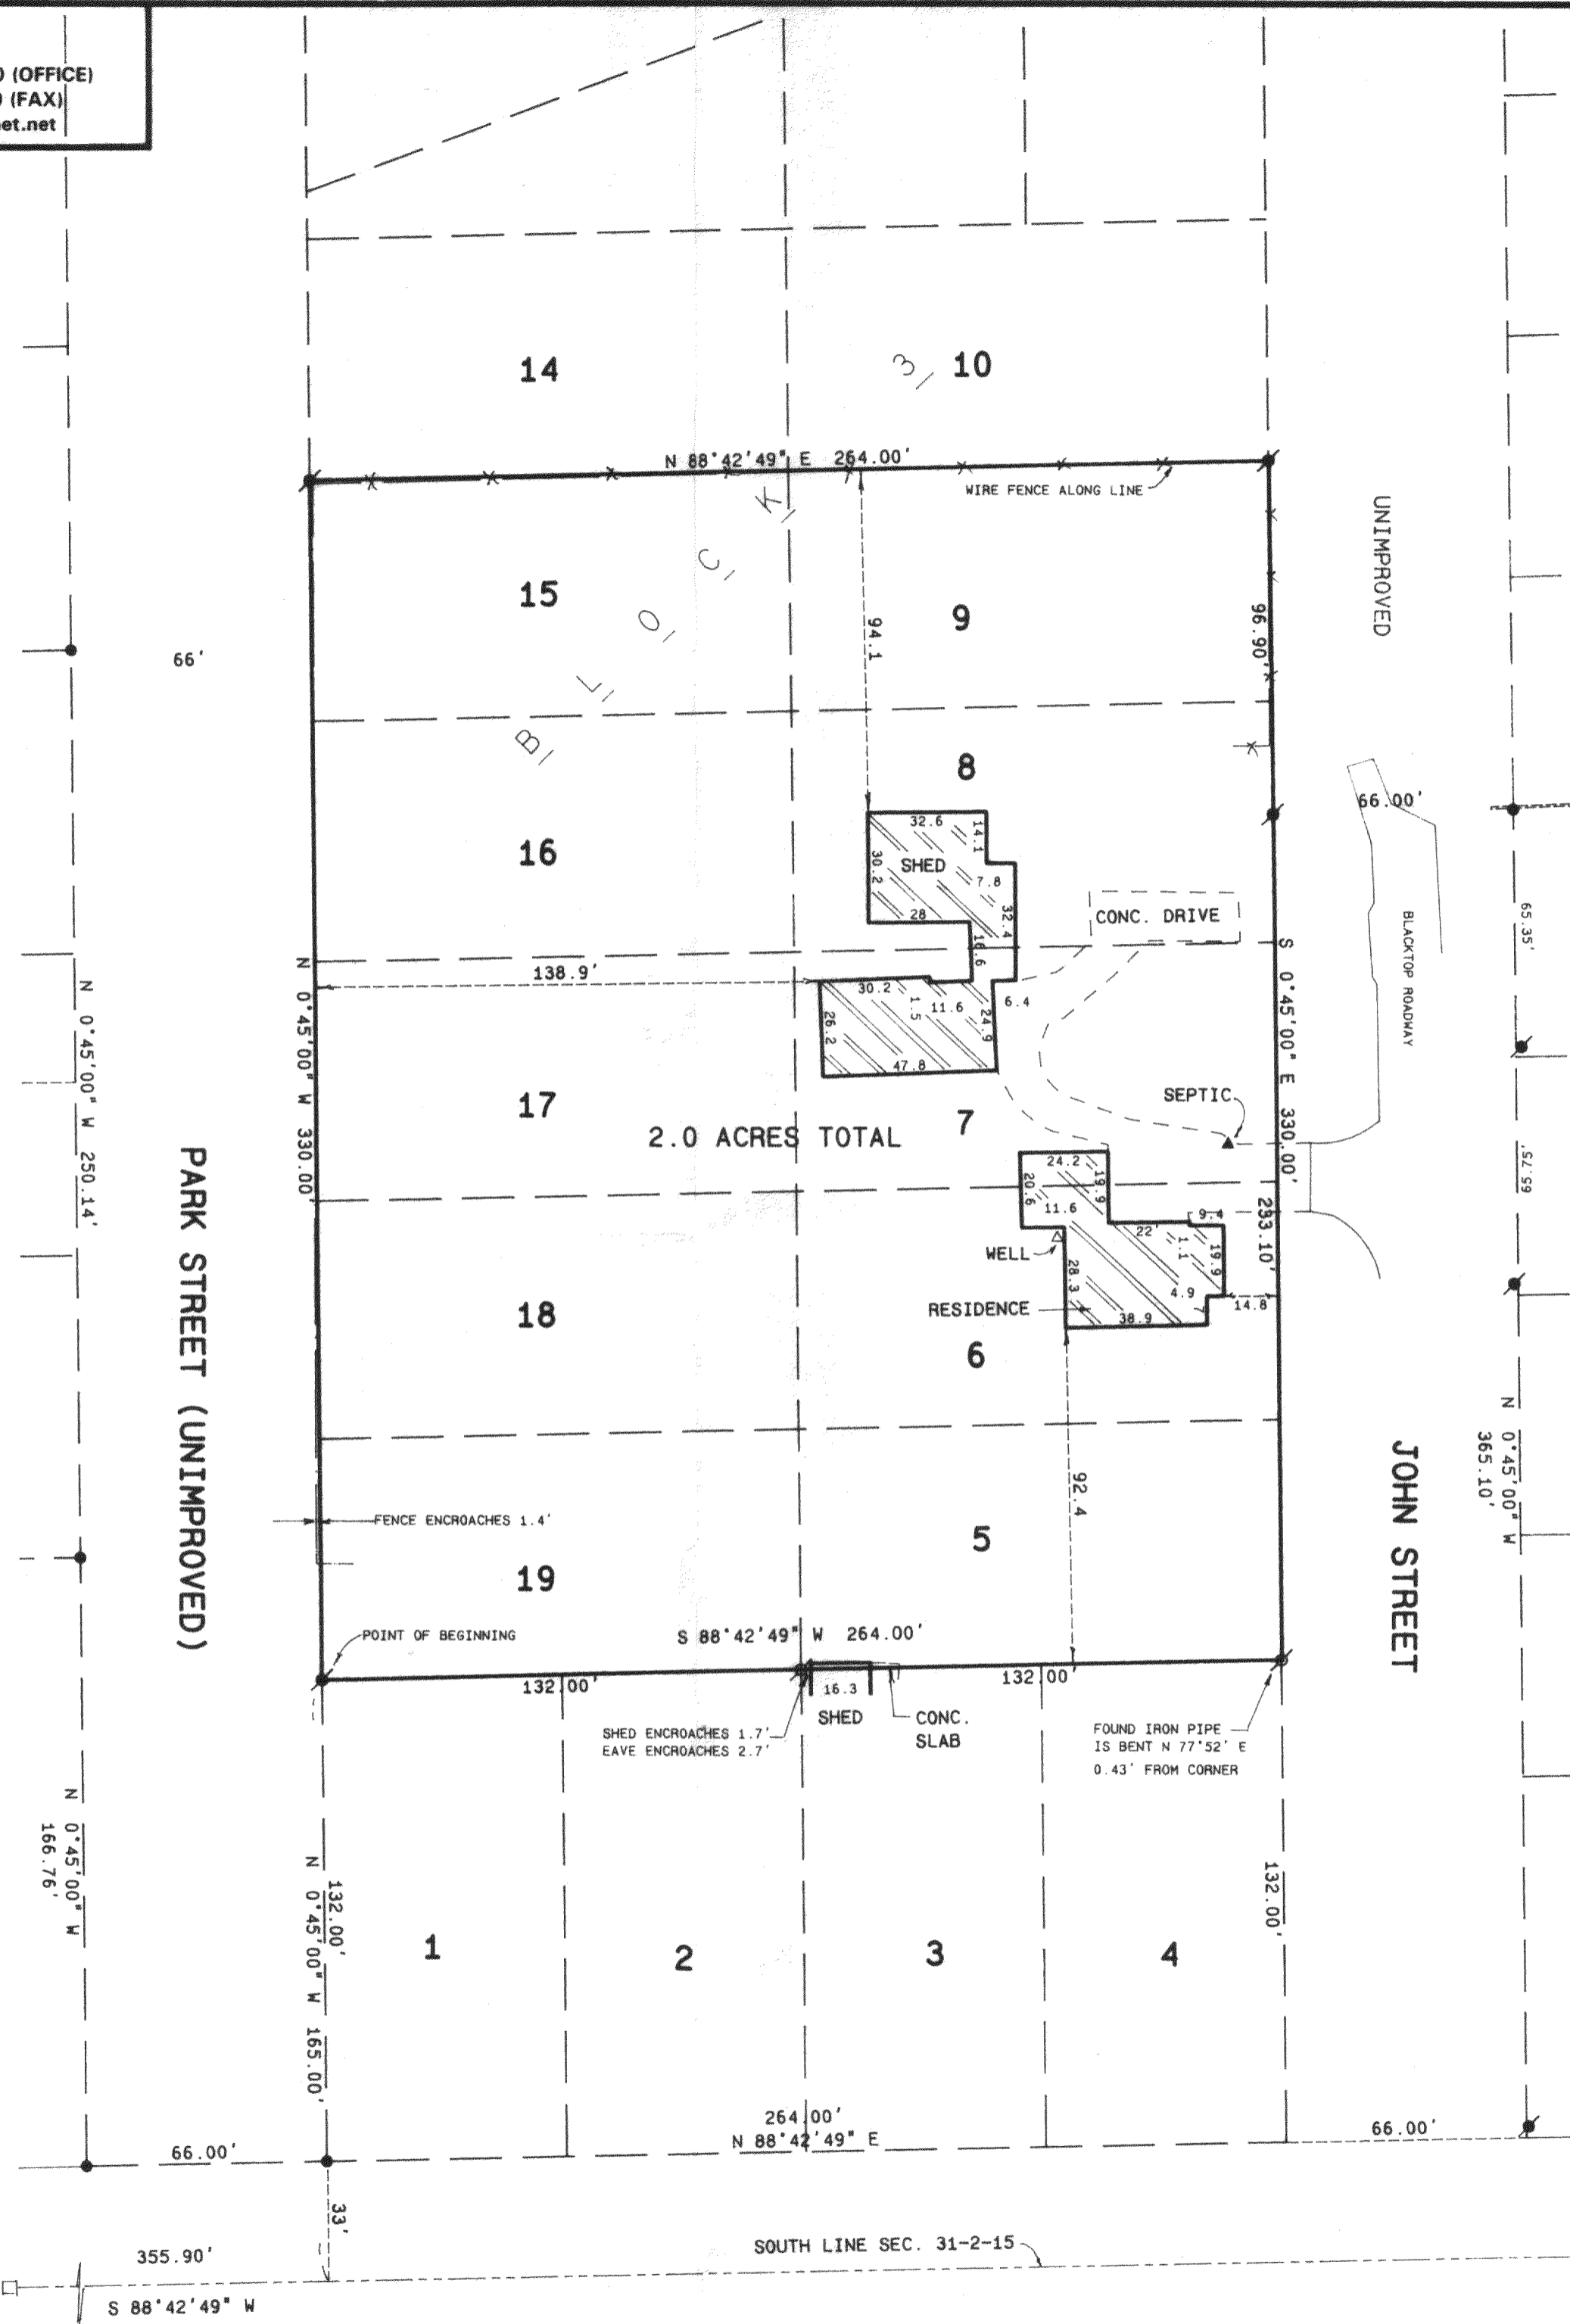 0 (OFFICE)
0 (FAX)
et.net
14
3
10
N 88°42'49" E 264.00'
WIRE FENCE ALONG LINE
UNIMPROVED
BLOCK
15
9
94.1
96.90'
66'
8
16
66.00'
32.6
14.1
SHED
30.2
7.8
28
32.4
16.6
CONC. DRIVE
BLACKTOP ROADWAY
65.35'
138.9'
30.2
1.5
11.6
6.4
26.2
24.9
47.8
N 0°45'00" W 330.00'
S 0°45'00" E 330.00'
N 0°45'00" W 250.14'
17
7
SEPTIC
2.0 ACRES TOTAL
65.75'
24.2
19.9
20.6
11.6
9.4
22'
1.1
19.9
233.10'
WELL
28.3
4.9
7
14.8
RESIDENCE
38.9
18
6
PARK STREET (UNIMPROVED)
JOHN STREET
N 0°45'00" W
365.10'
92.4
FENCE ENCROACHES 1.4'
5
19
POINT OF BEGINNING
S 88°42'49" W 264.00'
132.00'
132.00'
16.3
SHED
CONC.
SLAB
SHED ENCROACHES 1.7'
EAVE ENCROACHES 2.7'
FOUND IRON PIPE
IS BENT N 77°52' E
0.43' FROM CORNER
N 0°45'00" W
166.76'
132.00'
N 0°45'00" W 165.00'
132.00'
1
2
3
4
264.00'
N 88°42'49" E
66.00'
66.00'
33'
355.90'
SOUTH LINE SEC. 31-2-15
S 88°42'49" W